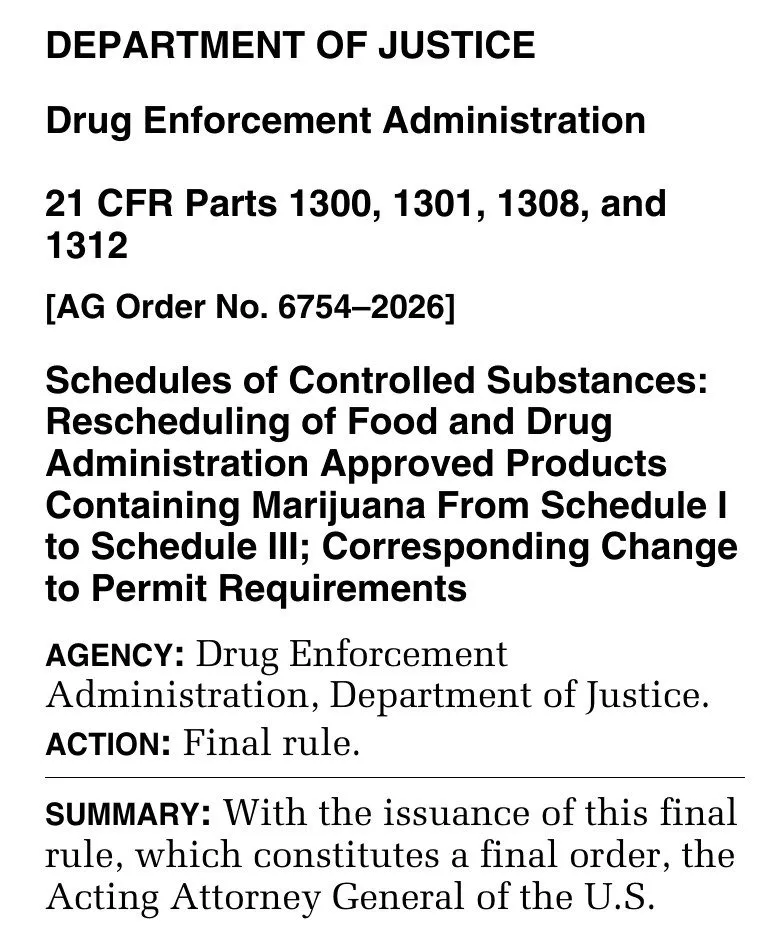 DEPARTMENT OF JUSTICE
Drug Enforcement Administration
21 CFR Parts 1300, 1301, 1308, and
1312
[AG Order No. 6754–2026]
Schedules of Controlled Substances:
Rescheduling of Food and Drug
Administration Approved Products
Containing Marijuana From Schedule I
to Schedule III; Corresponding Change
to Permit Requirements
AGENCY: Drug Enforcement
Administration, Department of Justice.
ACTION: Final rule.
SUMMARY: With the issuance of this final
rule, which constitutes a final order, the
Acting Attorney General of the U.S.